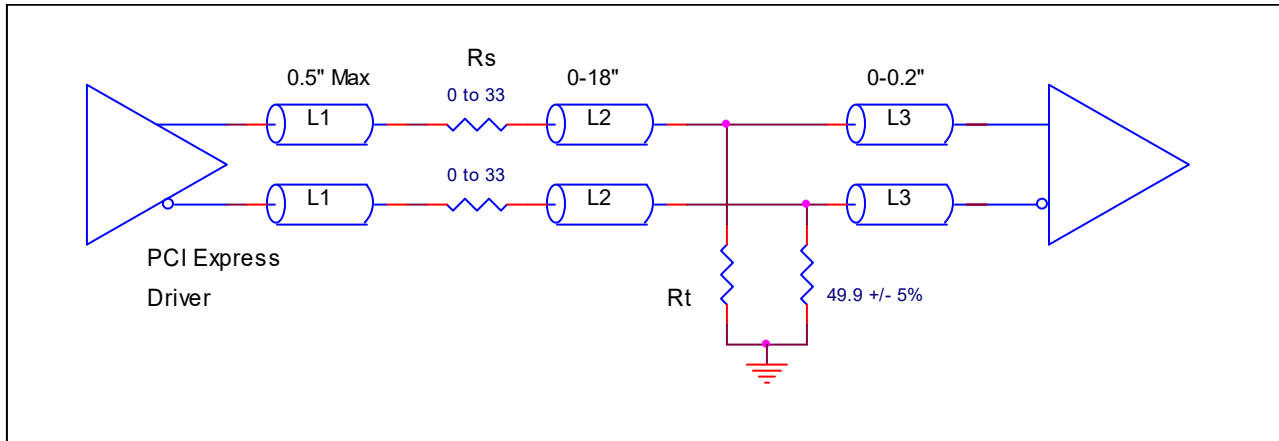 Rs
0.5" Max
0-18"
0-0.2"
0 to 33
L1
L2
L3
0 to 33
L1
L2
L3
PCI Express
Driver
Rt
49.9 +/- 5%